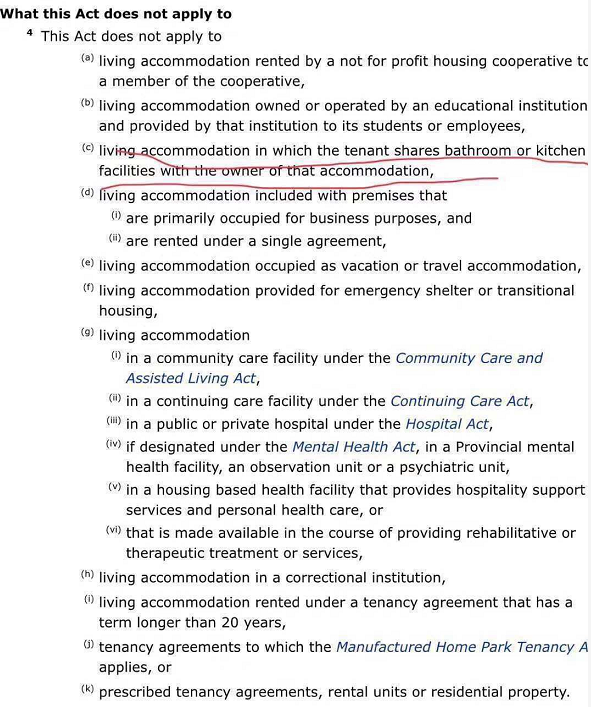 What this Act does not apply to
4 This Act does not apply to
(a) living accommodation rented by a not for profit housing cooperative to
a member of the cooperative,
(b) living accommodation owned or operated by an educational institution
and provided by that institution to its students or employees,
(c) living accommodation in which the tenant shares bathroom or kitchen
facilities with the owner of that accommodation,
(d) living accommodation included with premises that
(i) are primarily occupied for business purposes, and
(ii) are rented under a single agreement,
(e) living accommodation occupied as vacation or travel accommodation,
(f) living accommodation provided for emergency shelter or transitional
housing,
(g) living accommodation
(i) in a community care facility under the Community Care and
Assisted Living Act,
(ii) in a continuing care facility under the Continuing Care Act,
(iii) in a public or private hospital under the Hospital Act,
(iv) if designated under the Mental Health Act, in a Provincial mental
health facility, an observation unit or a psychiatric unit,
(v) in a housing based health facility that provides hospitality support
services and personal health care, or
(vi) that is made available in the course of providing rehabilitative or
therapeutic treatment or services,
(h) living accommodation in a correctional institution,
(i) living accommodation rented under a tenancy agreement that has a
term longer than 20 years,
(j) tenancy agreements to which the Manufactured Home Park Tenancy A
applies, or
(k) prescribed tenancy agreements, rental units or residential property.